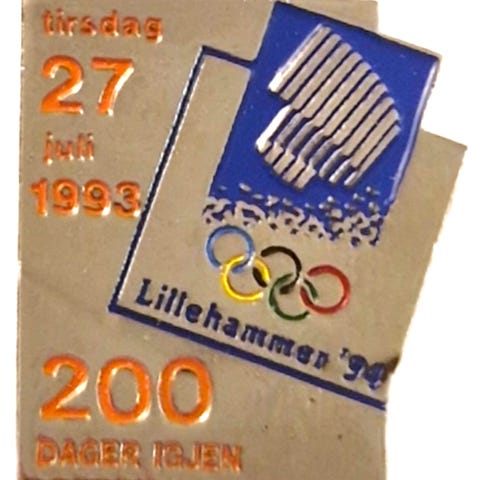 tirsdag
27
juli
1993
Lillehammer '94
200
DAGER IGJEN